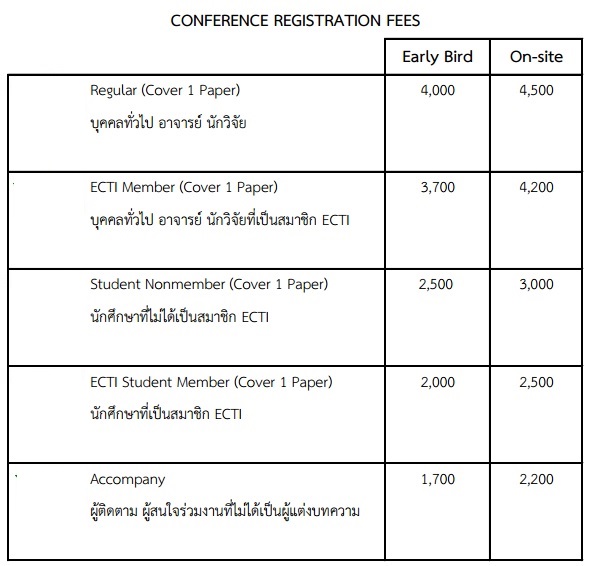 CONFERENCE REGISTRATION FEES
Early Bird On-site
Regular (Cover 1 Paper) 4,000 4,500
บุคคลทั่วไป อาจารย์ นักวิจัย
ECTI Member (Cover 1 Paper) 3,700 4,200
บุคคลทั่วไป อาจารย์ นักวิจัยที่เป็นสมาชิก ECTI
Student Nonmember (Cover 1 Paper) 2,500 3,000
นักศึกษาที่ไม่ได้เป็นสมาชิก ECTI
ECTI Student Member (Cover 1 Paper) 2,000 2,500
นักศึกษาที่เป็นสมาชิก ECTI
Accompany 1,700 2,200
ผู้ติดตาม ผู้สนใจร่วมงานที่ไม่ได้เป็นผู้แต่งบทความ